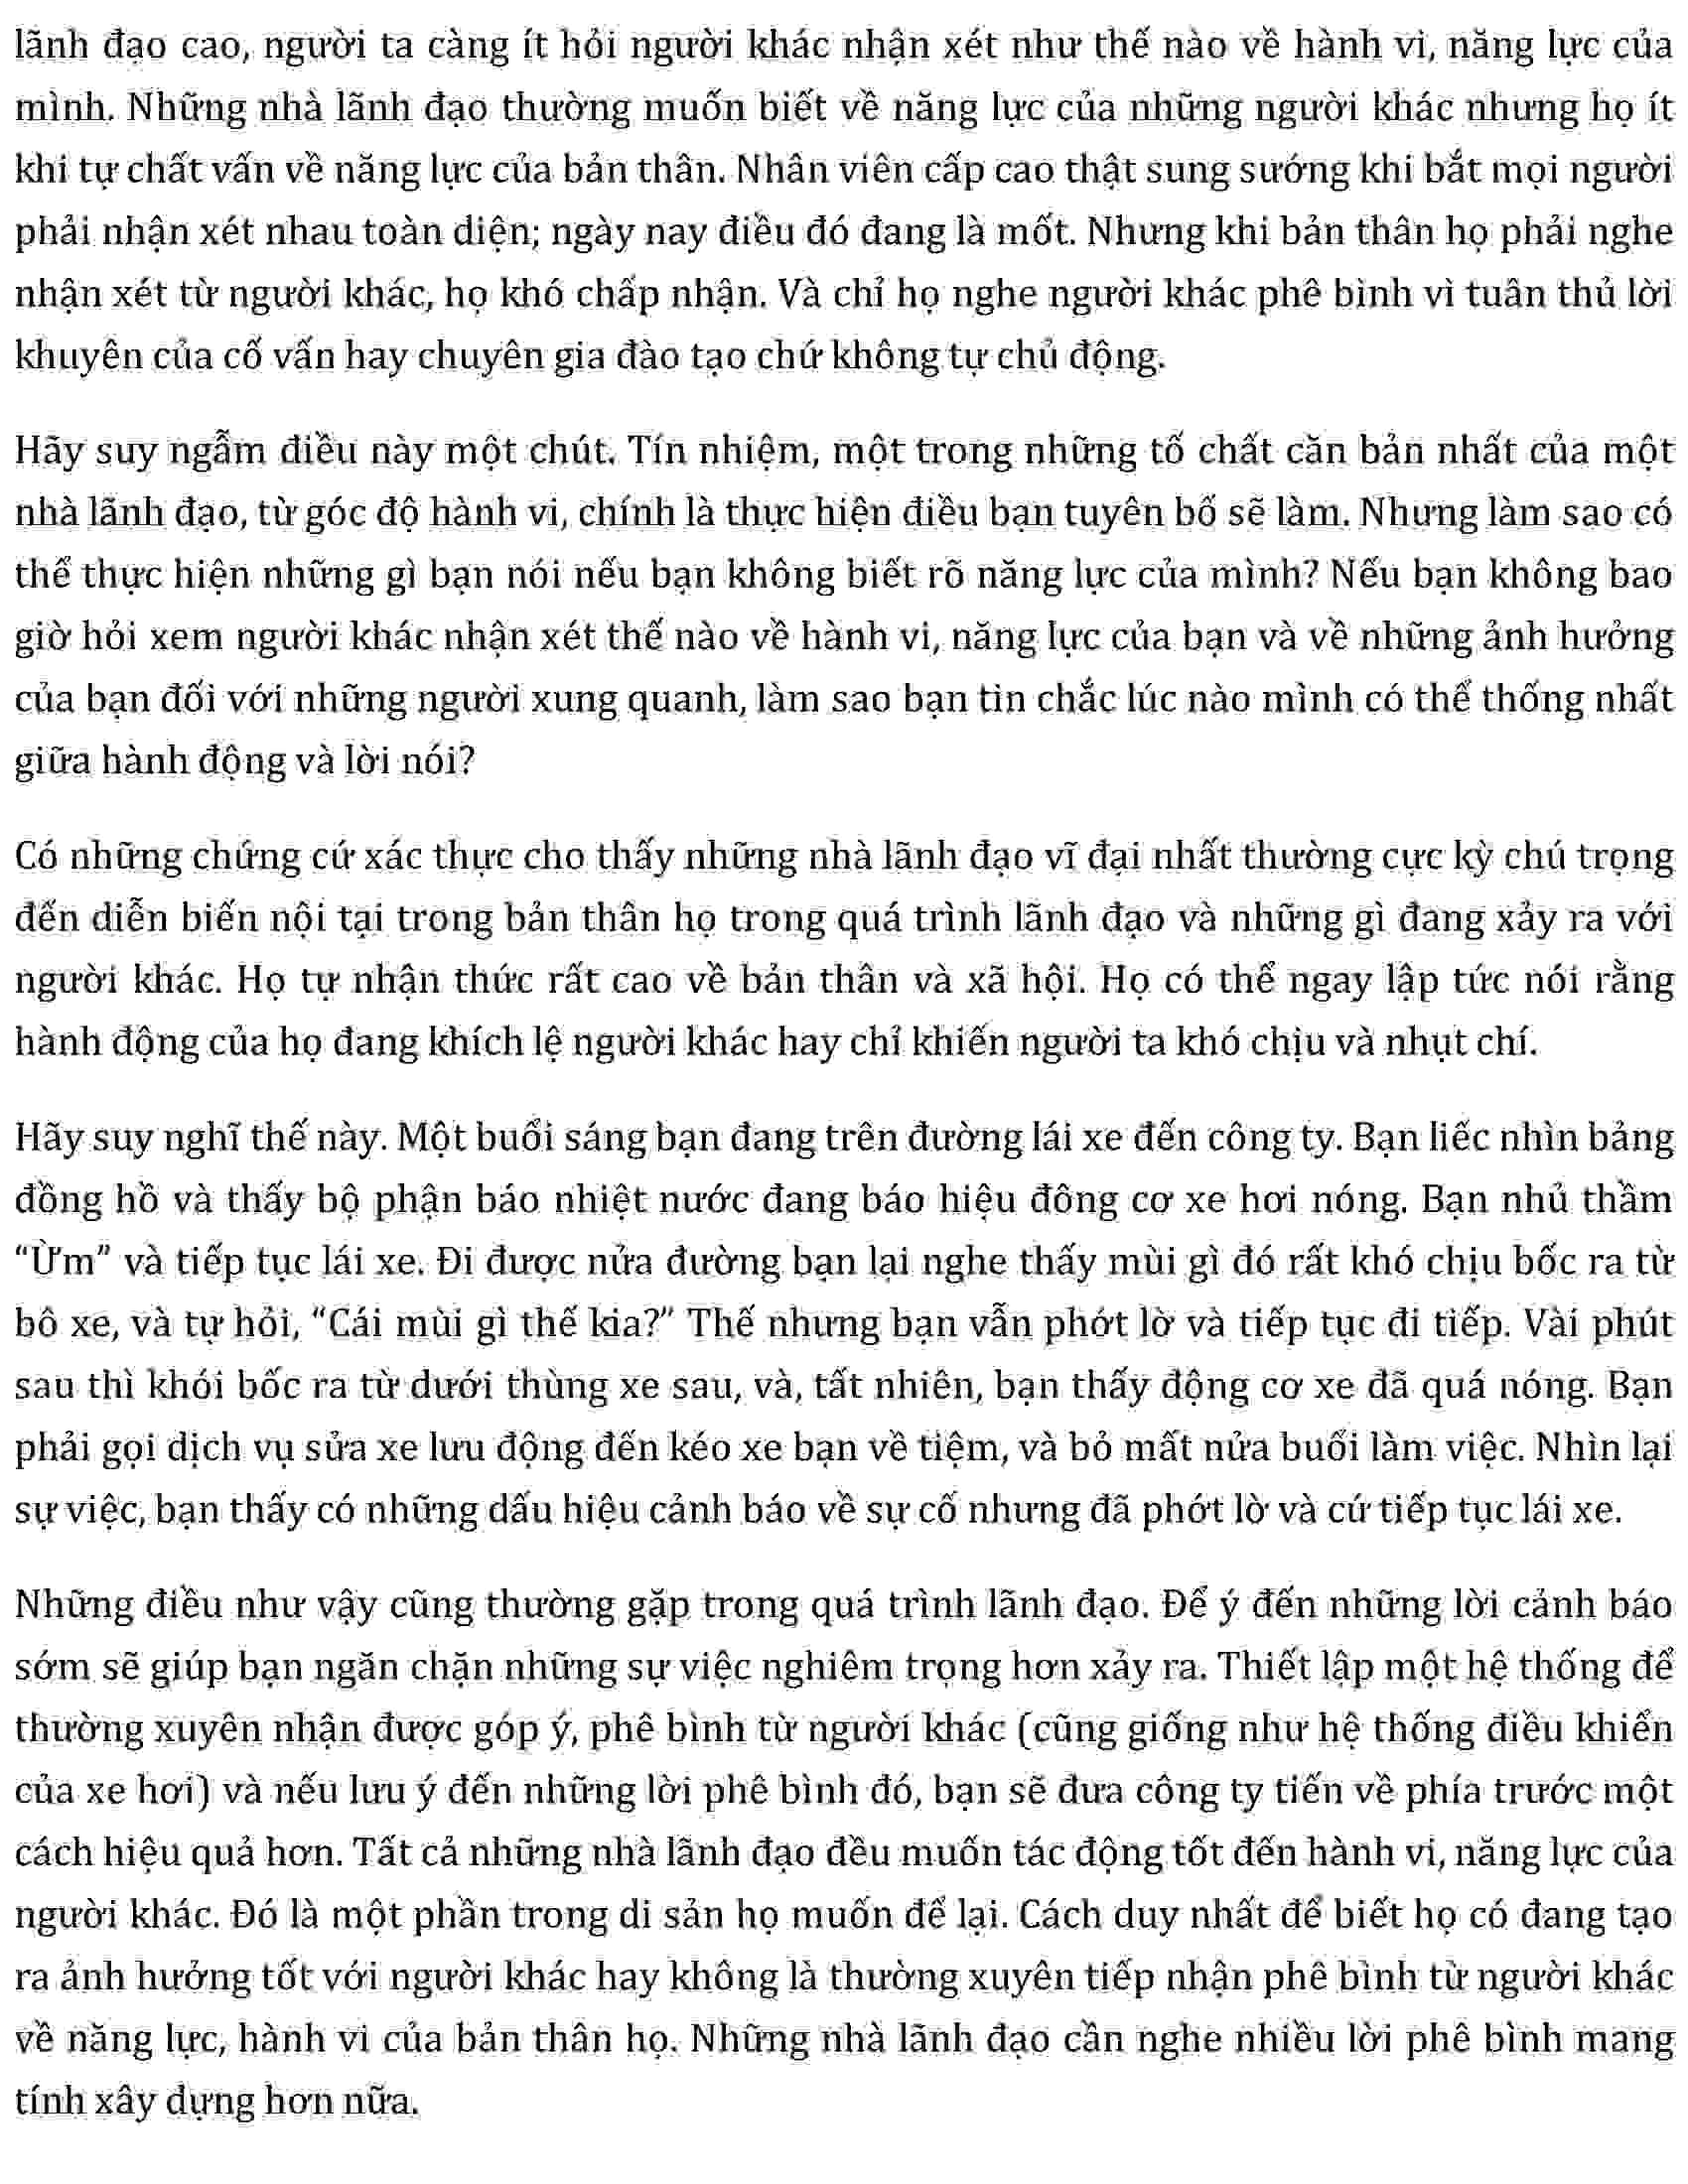 lãnh đạo cao, người ta càng ít hỏi người khác nhận xét như thế nào về hành vi, năng lực của
mình. Những nhà lãnh đạo thường muốn biết về năng lực của những người khác nhưng họ ít
khi tự chất vấn về năng lực của bản thân. Nhân viên cấp cao thật sung sướng khi bắt mọi người
phải nhận xét nhau toàn diện; ngày nay điều đó đang là mốt. Nhưng khi bản thân họ phải nghe
nhận xét từ người khác, họ khó chấp nhận. Và chỉ họ nghe người khác phê bình vì tuân thủ lời
khuyên của cố vấn hay chuyên gia đào tạo chứ không tự chủ động.
Hãy suy ngẫm điều này một chút. Tín nhiệm, một trong những tố chất căn bản nhất của một
nhà lãnh đạo, từ góc độ hành vi, chính là thực hiện điều bạn tuyên bố sẽ làm. Nhưng làm sao có
thể thực hiện những gì bạn nói nếu bạn không biết rõ năng lực của mình? Nếu bạn không bao
giờ hỏi xem người khác nhận xét thế nào về hành vi, năng lực của bạn và về những ảnh hưởng
của bạn đối với những người xung quanh, làm sao bạn tin chắc lúc nào mình có thể thống nhất
giữa hành động và lời nói?
Có những chứng cứ xác thực cho thấy những nhà lãnh đạo vĩ đại nhất thường cực kỳ chú trọng
đến diễn biến nội tại trong bản thân họ trong quá trình lãnh đạo và những gì đang xảy ra với
người khác. Họ tự nhận thức rất cao về bản thân và xã hội. Họ có thể ngay lập tức nói rằng
hành động của họ đang khích lệ người khác hay chỉ khiến người ta khó chịu và nhụt chí.
Hãy suy nghĩ thế này. Một buổi sáng bạn đang trên đường lái xe đến công ty. Bạn liếc nhìn bảng
đồng hồ và thấy bộ phận báo nhiệt nước đang báo hiệu đông cơ xe hơi nóng. Bạn nhủ thầm
“Ừm” và tiếp tục lái xe. Đi được nửa đường bạn lại nghe thấy mùi gì đó rất khó chịu bốc ra từ
bô xe, và tự hỏi, “Cái mùi gì thế kia?” Thế nhưng bạn vẫn phớt lờ và tiếp tục đi tiếp. Vài phút
sau thì khói bốc ra từ dưới thùng xe sau, và, tất nhiên, bạn thấy động cơ xe đã quá nóng. Bạn
phải gọi dịch vụ sửa xe lưu động đến kéo xe bạn về tiệm, và bỏ mất nửa buổi làm việc. Nhìn lại
sự việc, bạn thấy có những dấu hiệu cảnh báo về sự cố nhưng đã phớt lờ và cứ tiếp tục lái xe.
Những điều như vậy cũng thường gặp trong quá trình lãnh đạo. Để ý đến những lời cảnh báo
sớm sẽ giúp bạn ngăn chặn những sự việc nghiêm trọng hơn xảy ra. Thiết lập một hệ thống để
thường xuyên nhận được góp ý, phê bình từ người khác (cũng giống như hệ thống điều khiển
của xe hơi) và nếu lưu ý đến những lời phê bình đó, bạn sẽ đưa công ty tiến về phía trước một
cách hiệu quả hơn. Tất cả những nhà lãnh đạo đều muốn tác động tốt đến hành vi, năng lực của
người khác. Đó là một phần trong di sản họ muốn để lại. Cách duy nhất để biết họ có đang tạo
ra ảnh hưởng tốt với người khác hay không là thường xuyên tiếp nhận phê bình từ người khác
về năng lực, hành vi của bản thân họ. Những nhà lãnh đạo cần nghe nhiều lời phê bình mang
tính xây dựng hơn nữa.